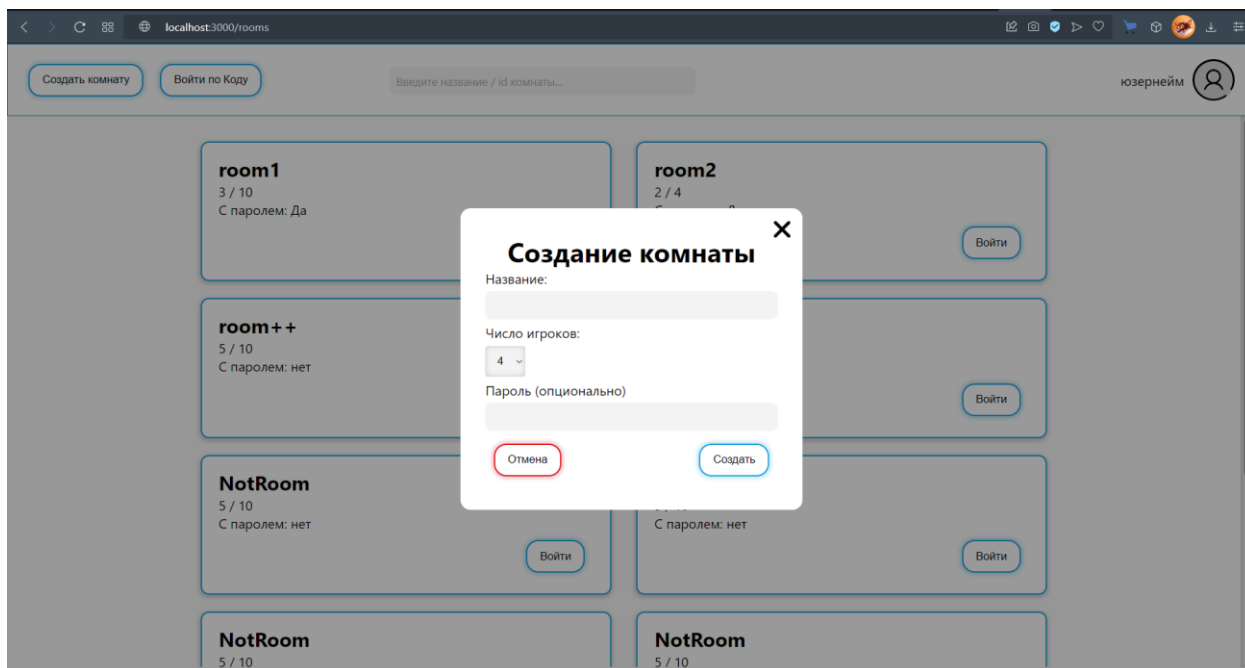 localhost:3000/rooms
Создать комнату
Войти по Коду
Введите название / id комнаты...
юзернейм
room1
3 / 10
С паролем: Да
room2
2 / 4
Войти
Создание комнаты
Название:
Число игроков:
4
Пароль (опционально)
Отмена
Создать
room++
5 / 10
С паролем: нет
Войти
NotRoom
5 / 10
С паролем: нет
Войти
С паролем: нет
Войти
NotRoom
5 / 10
NotRoom
5 / 10